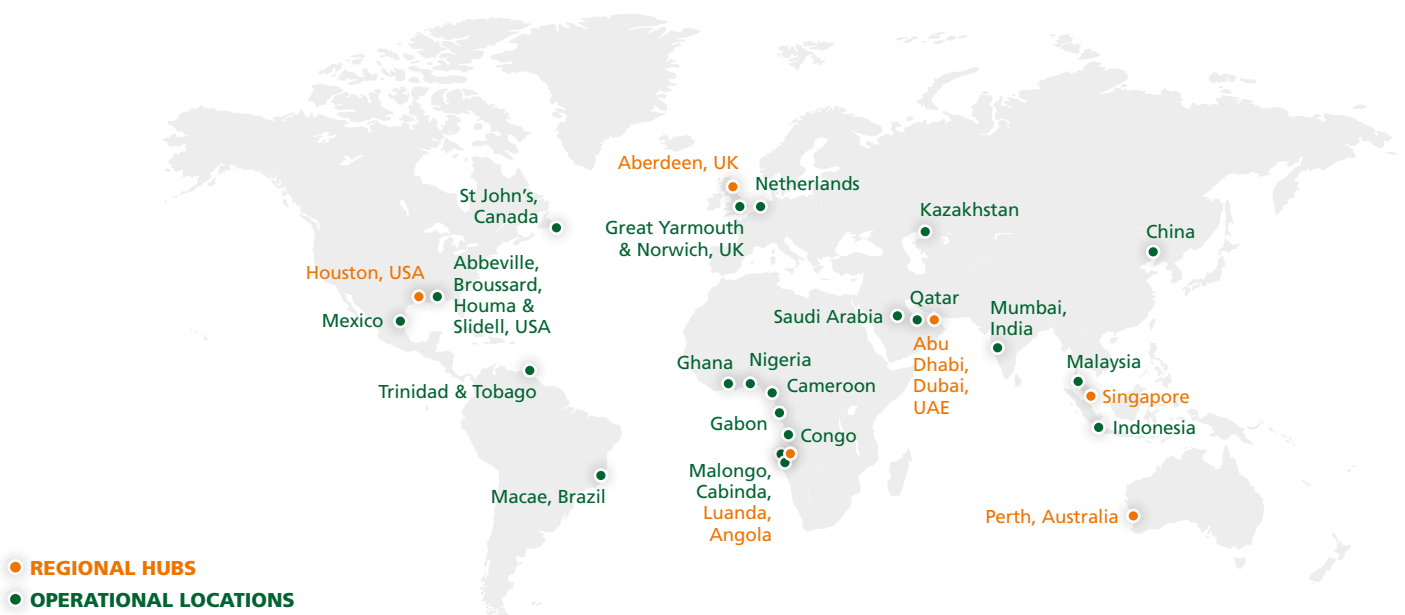 Aberdeen, UK
Netherlands
St John’s,
Canada
Great Yarmouth
& Norwich, UK
Kazakhstan
China
Houston, USA
Abbeville,
Broussard,
Houma &
Slidell, USA
Mexico
Saudi Arabia
Qatar
Mumbai,
India
Abu
Dhabi,
Dubai,
UAE
Malaysia
Singapore
Indonesia
Trinidad & Tobago
Ghana
Nigeria
Cameroon
Gabon
Congo
Malongo,
Cabinda,
Luanda,
Angola
Macae, Brazil
Perth, Australia
REGIONAL HUBS
OPERATIONAL LOCATIONS